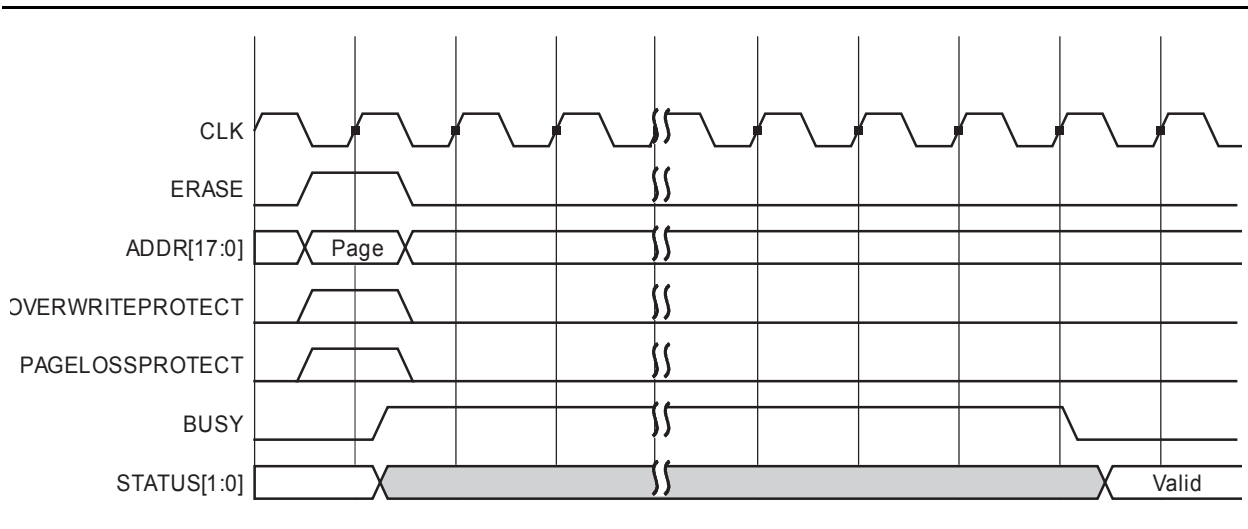 CLK
ERASE
ADDR[17:0]
Page
OVERWRITEPROTECT
PAGELOSSPROTECT
BUSY
STATUS[1:0]
Valid